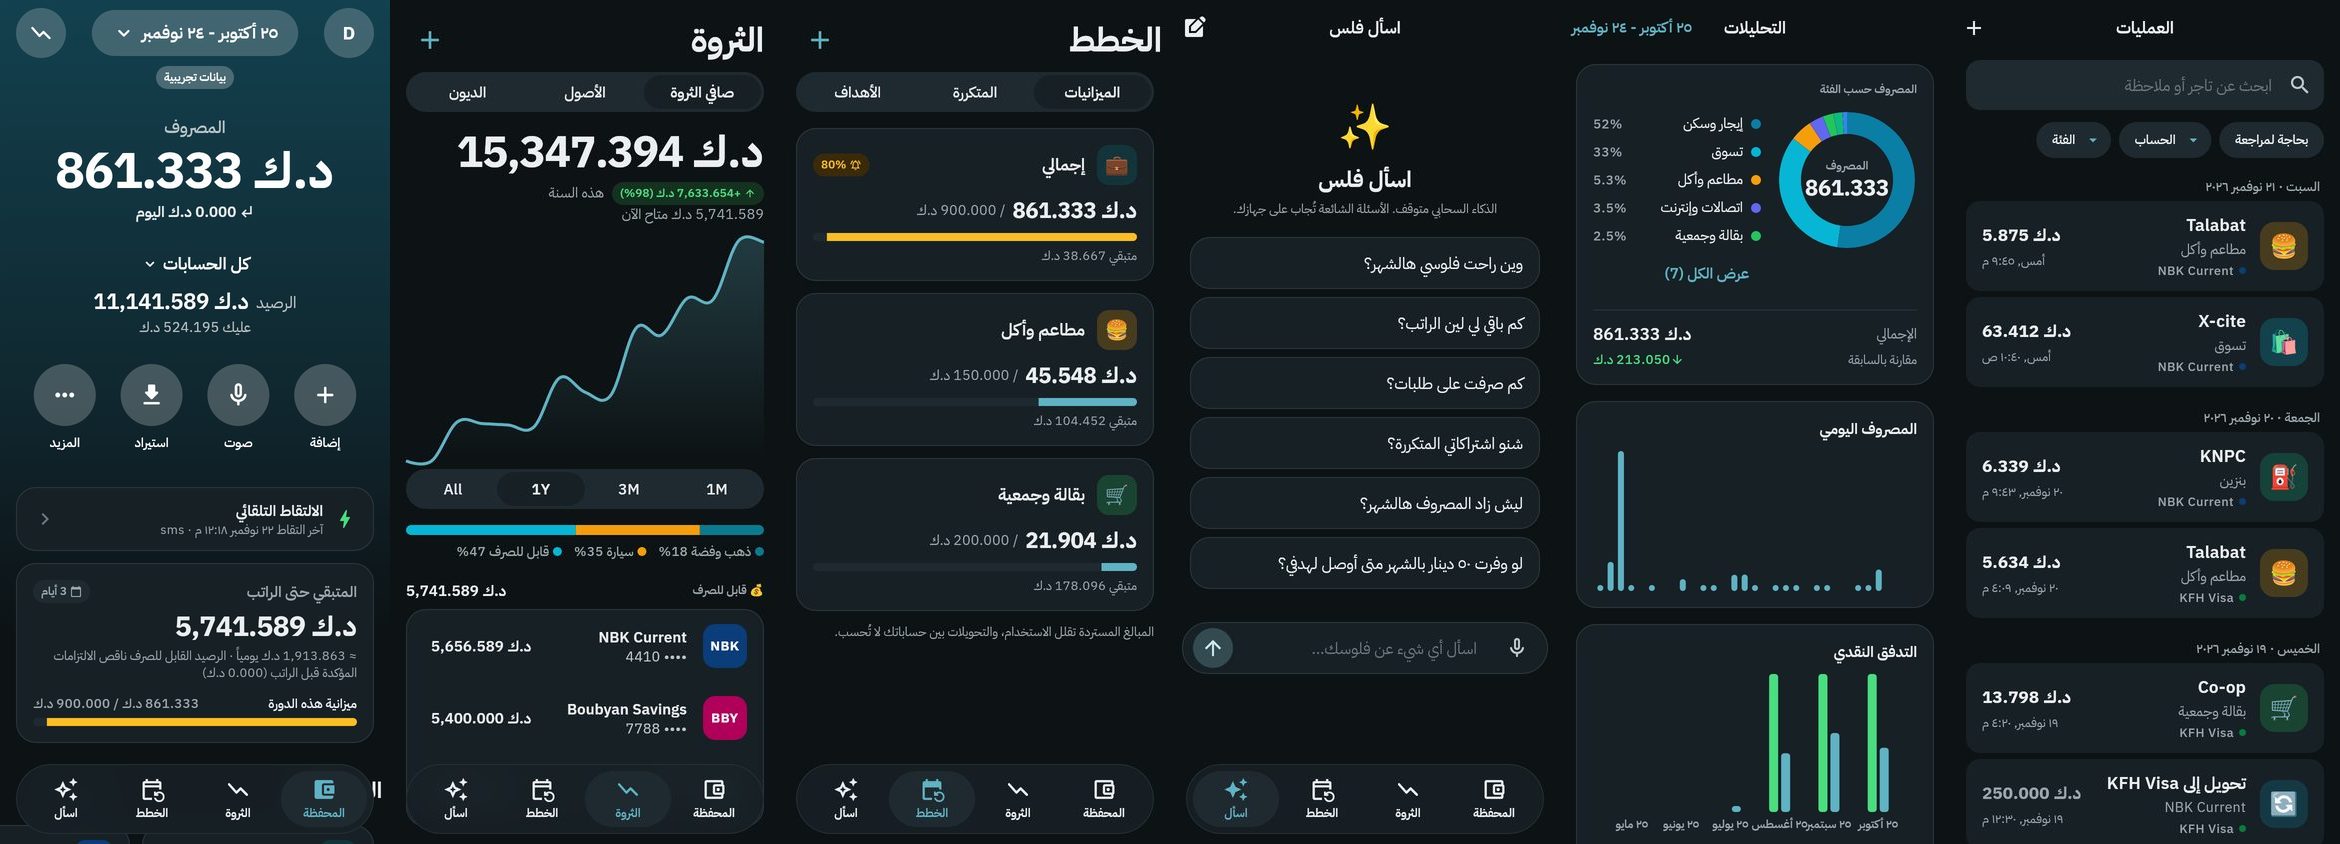 D
٢٥ أكتوبر - ٢٤ نوفمبر
بيانات تجريبية
المصروف
د.ك 861.333
↵ 0.000 د.ك اليوم
كل الحسابات
الرصيد د.ك 11,141.589
عليك 524.195 د.ك
إضافة
صوت
استيراد
المزيد
الالتقاط التلقائي
آخر التقاط ٢٢ نوفمبر ١٢:١٨ م · sms
المتبقي حتى الراتب
3 أيام
د.ك 5,741.589
≈ 1,913.863 د.ك يومياً · الرصيد القابل للصرف ناقص الالتزامات
المؤكدة قبل الراتب (0.000 د.ك)
ميزانية هذه الدورة
861.333 د.ك / 900.000 د.ك
المحفظة
الثروة
الخطط
اسأل
الثروة
+
صافي الثروة
الأصول
الديون
د.ك 15,347.394
↑ +7,633.654 د.ك (98%) هذه السنة
5,741.589 د.ك متاح الآن
1M
3M
1Y
All
ذهب وفضة 18%
سيارة 35%
قابل للصرف 47%
قابل للصرف
د.ك 5,741.589
NBK
NBK Current
•••• 4410
د.ك 5,656.589
BBY
Boubyan Savings
•••• 7788
د.ك 5,400.000
المحفظة
الثروة
الخطط
اسأل
الخطط
+
الميزانيات
المتكررة
الأهداف
إجمالي
80%
د.ك 861.333 / 900.000 د.ك
متبقي 38.667 د.ك
مطاعم وأكل
د.ك 45.548 / 150.000 د.ك
متبقي 104.452 د.ك
بقالة وجمعية
د.ك 21.904 / 200.000 د.ك
متبقي 178.096 د.ك
المبالغ المستردة تقلل الاستخدام، والتحويلات بين حساباتك لا تُحسب.
المحفظة
الثروة
الخطط
اسأل
اسأل فلس
اسأل فلس
الذكاء السحابي متوقف. الأسئلة الشائعة تُجاب على جهازك.
وين راحت فلوسي هالشهر؟
كم باقي لي لين الراتب؟
كم صرفت على طلبات؟
شنو اشتراكاتي المتكررة؟
ليش زاد المصروف هالشهر؟
لو وفرت ٥٠ دينار بالشهر متى أوصل لهدفي؟
اسأل أي شيء عن فلوسك...
المحفظة
الثروة
الخطط
اسأل
التحليلات
٢٥ أكتوبر - ٢٤ نوفمبر
المصروف حسب الفئة
المصروف
861.333
إيجار وسكن 52%
تسوق 33%
مطاعم وأكل 5.3%
اتصالات وإنترنت 3.5%
بقالة وجمعية 2.5%
عرض الكل (7)
الإجمالي
د.ك 861.333
مقارنة بالسابقة
↓ 213.050 د.ك
المصروف اليومي
التدفق النقدي
٢٥ أكتوبر
٢٥ سبتمبر
٢٥ أغسطس
٢٥ يوليو
٢٥ يونيو
٢٥ مايو
العمليات
+
ابحث عن تاجر أو ملاحظة
بحاجة لمراجعة
الحساب
الفئة
السبت · ٢١ نوفمبر ٢٠٢٦
Talabat
مطاعم وأكل
NBK Current
د.ك 5.875
أمس, ٩:٤٥ م
X-cite
تسوق
NBK Current
د.ك 63.412
أمس, ١٠:٤٠ ص
الجمعة · ٢٠ نوفمبر ٢٠٢٦
KNPC
بنزين
NBK Current
د.ك 6.339
٢٠ نوفمبر, ٩:٤٣ م
Talabat
مطاعم وأكل
KFH Visa
د.ك 5.634
٢٠ نوفمبر, ٤:٠٩ م
الخميس · ١٩ نوفمبر ٢٠٢٦
Co-op
بقالة وجمعية
KFH Visa
د.ك 13.798
١٩ نوفمبر, ٤:٢٠ م
تحويل إلى KFH Visa
NBK Current
KFH Visa
د.ك 250.000
١٩ نوفمبر, ١٢:٣٠ م